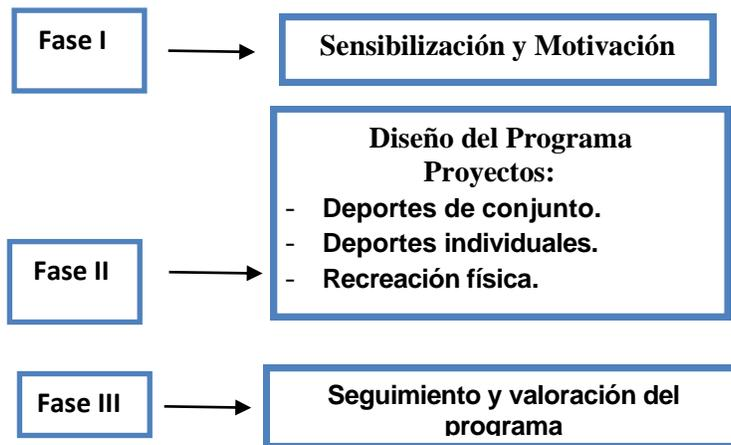 Fase I
Sensibilización y Motivación
Diseño del Programa
Proyectos:
- Deportes de conjunto.
- Deportes individuales.
- Recreación física.
Fase II
Fase III
Seguimiento y valoración del
programa